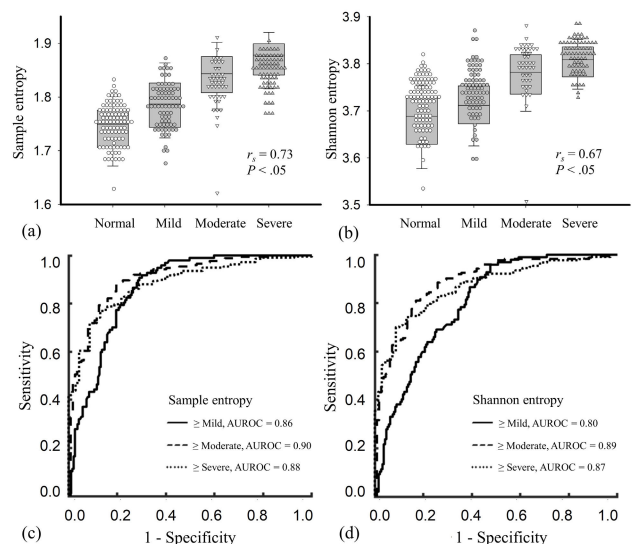 1.9
1.8
1.7
1.6
Sample entropy
r_s = 0.73
P < .05
Normal Mild Moderate Severe
(a)
3.9
3.8
3.7
3.6
3.5
Shannon entropy
r_s = 0.67
P < .05
Normal Mild Moderate Severe
(b)
1.0
0.8
0.6
0.4
0.2
0.0
Sensitivity
Sample entropy
≥ Mild, AUROC = 0.86
≥ Moderate, AUROC = 0.90
≥ Severe, AUROC = 0.88
0.0 0.2 0.4 0.6 0.8 1.0
(c)
1 - Specificity
1.0
0.8
0.6
0.4
0.2
0.0
Sensitivity
Shannon entropy
≥ Mild, AUROC = 0.80
≥ Moderate, AUROC = 0.89
≥ Severe, AUROC = 0.87
0.0 0.2 0.4 0.6 0.8 1.0
(d)
1 - Specificity